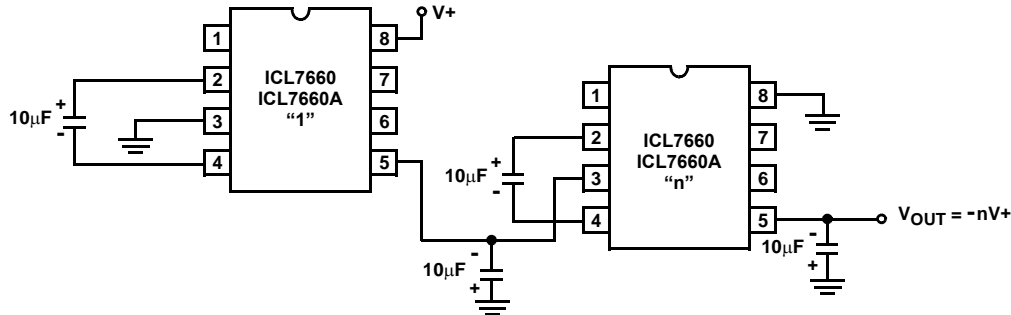 V+
1
8
2
7
3
6
4
5
ICL7660
ICL7660A
“1”
+
10μF
-
1
8
2
7
3
6
4
5
ICL7660
ICL7660A
“n”
+
10μF
-
-
10μF
+
VOUT = -nV+
-
10μF
+